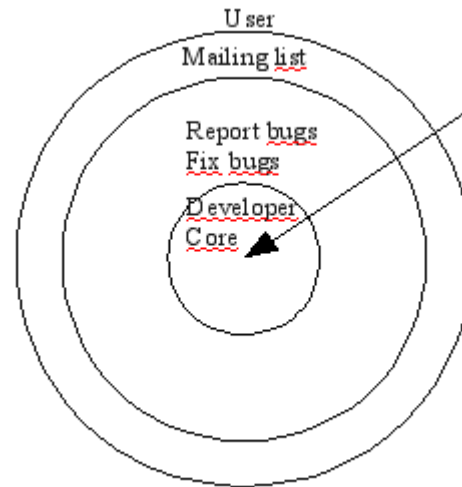 User
Mailing list
Report bugs
Fix bugs
Developer
Core